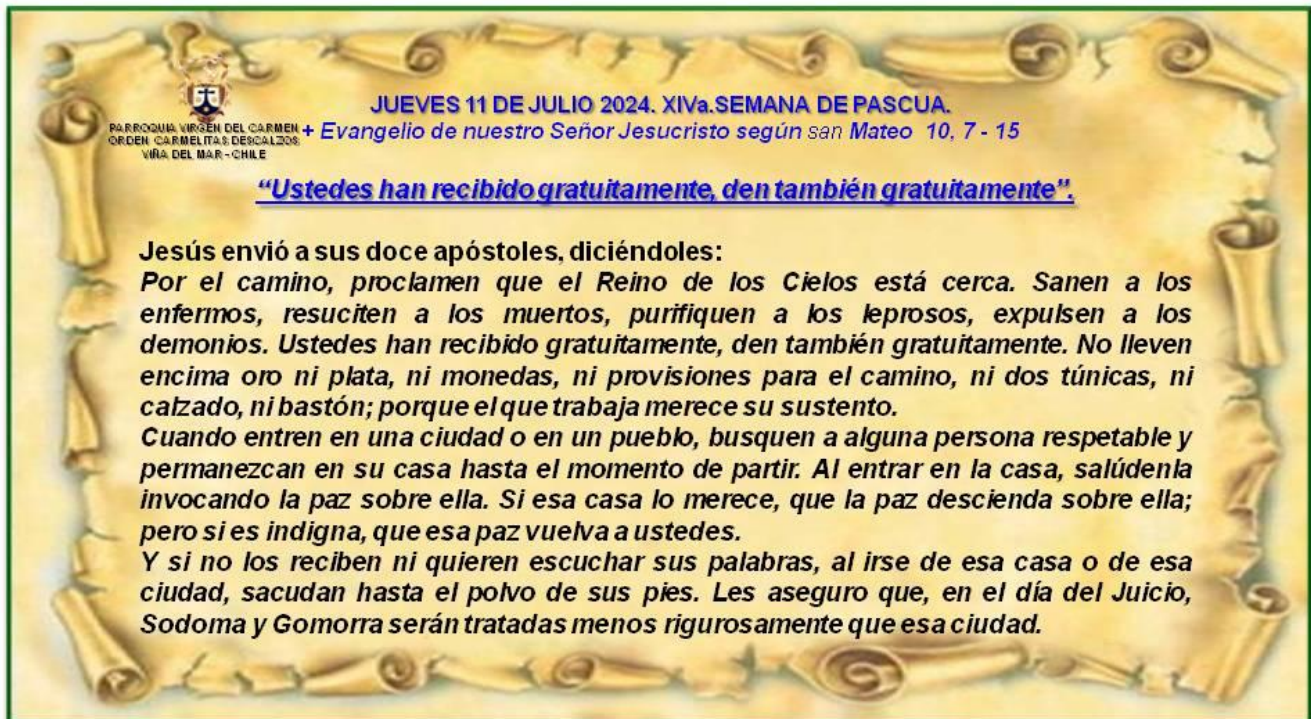 JUEVES 11 DE JULIO 2024. XIVa.SEMANA DE PASCUA.
PARROQUIA VIRGEN DEL CARMEN
ORDEN CARMELITAS DESCALZOS
VIÑA DEL MAR - CHILE
+ Evangelio de nuestro Señor Jesucristo según san Mateo 10, 7 - 15
“Ustedes han recibido gratuitamente, den también gratuitamente”.
Jesús envió a sus doce apóstoles, diciéndoles:
Por el camino, proclamen que el Reino de los Cielos está cerca. Sanen a los
enfermos, resuciten a los muertos, purifiquen a los leprosos, expulsen a los
demonios. Ustedes han recibido gratuitamente, den también gratuitamente. No lleven
encima oro ni plata, ni monedas, ni provisiones para el camino, ni dos túnicas, ni
calzado, ni bastón; porque el que trabaja merece su sustento.
Cuando entren en una ciudad o en un pueblo, busquen a alguna persona respetable y
permanezcan en su casa hasta el momento de partir. Al entrar en la casa, salúdenla
invocando la paz sobre ella. Si esa casa lo merece, que la paz descienda sobre ella;
pero si es indigna, que esa paz vuelva a ustedes.
Y si no los reciben ni quieren escuchar sus palabras, al irse de esa casa o de esa
ciudad, sacudan hasta el polvo de sus pies. Les aseguro que, en el día del Juicio,
Sodoma y Gomorra serán tratadas menos rigurosamente que esa ciudad.